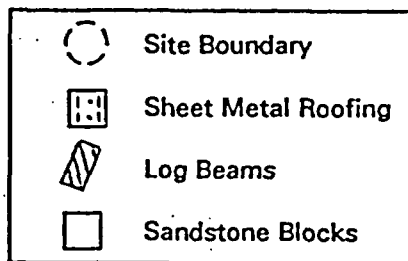 Site Boundary
Sheet Metal Roofing
Log Beams
Sandstone Blocks